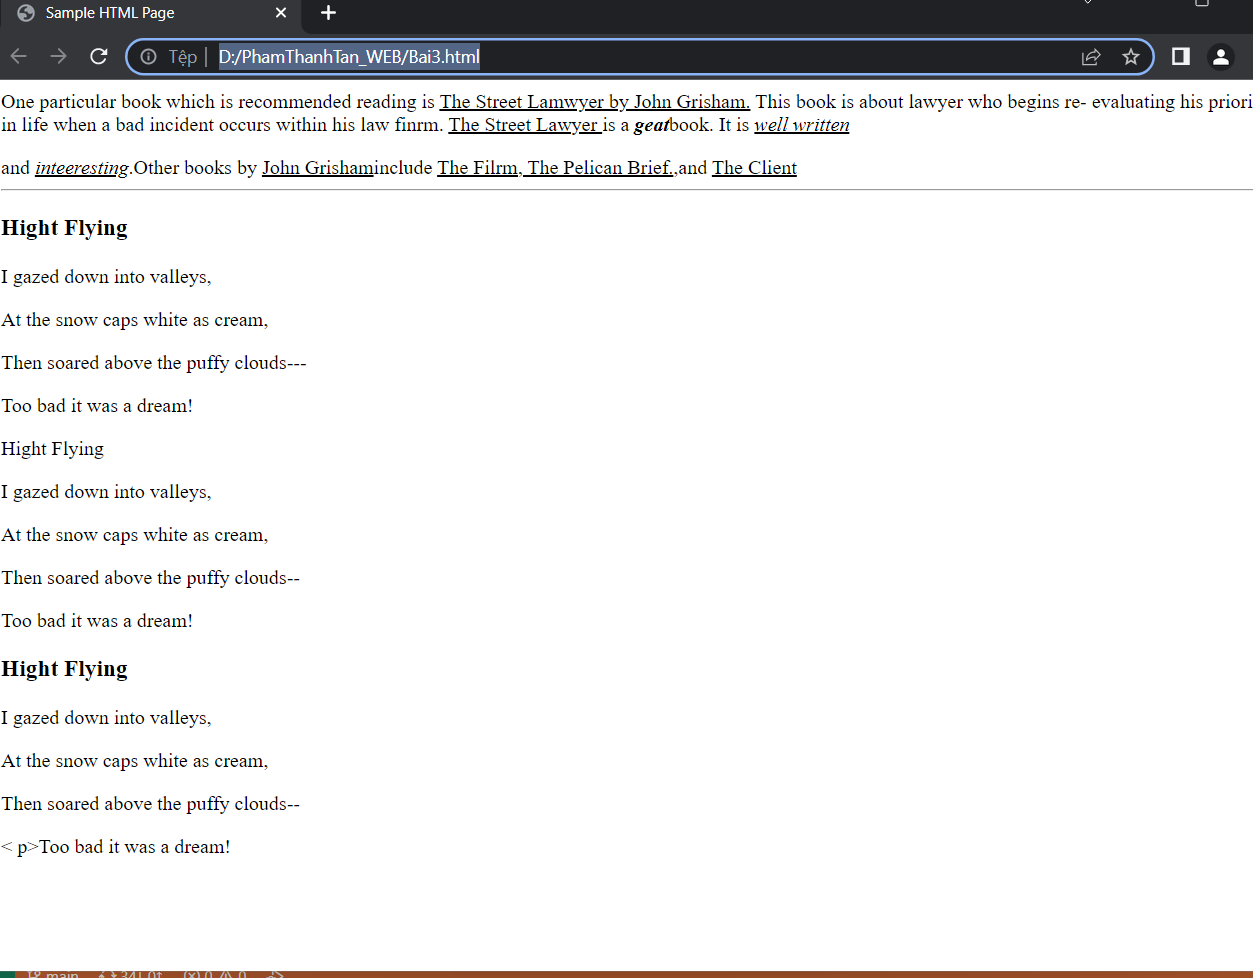 Sample HTML Page
Tệp | D:/PhamThanhTan_WEB/Bai3.html
One particular book which is recommended reading is The Street Lamwyer by John Grisham. This book is about lawyer who begins re- evaluating his priori
in life when a bad incident occurs within his law finrm. The Street Lawyer is a geatbook. It is well written
and inteeresting.Other books by John Grishaminclude The Filrm, The Pelican Brief.,and The Client
Hight Flying
I gazed down into valleys,
At the snow caps white as cream,
Then soared above the puffy clouds---
Too bad it was a dream!
Hight Flying
I gazed down into valleys,
At the snow caps white as cream,
Then soared above the puffy clouds--
Too bad it was a dream!
Hight Flying
I gazed down into valleys,
At the snow caps white as cream,
Then soared above the puffy clouds--
< p>Too bad it was a dream!
main